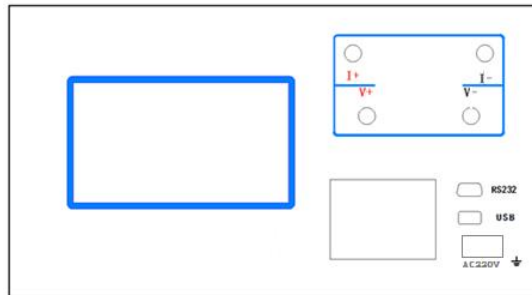 I+ I-
V+ V-
RS232
USB
AC220V